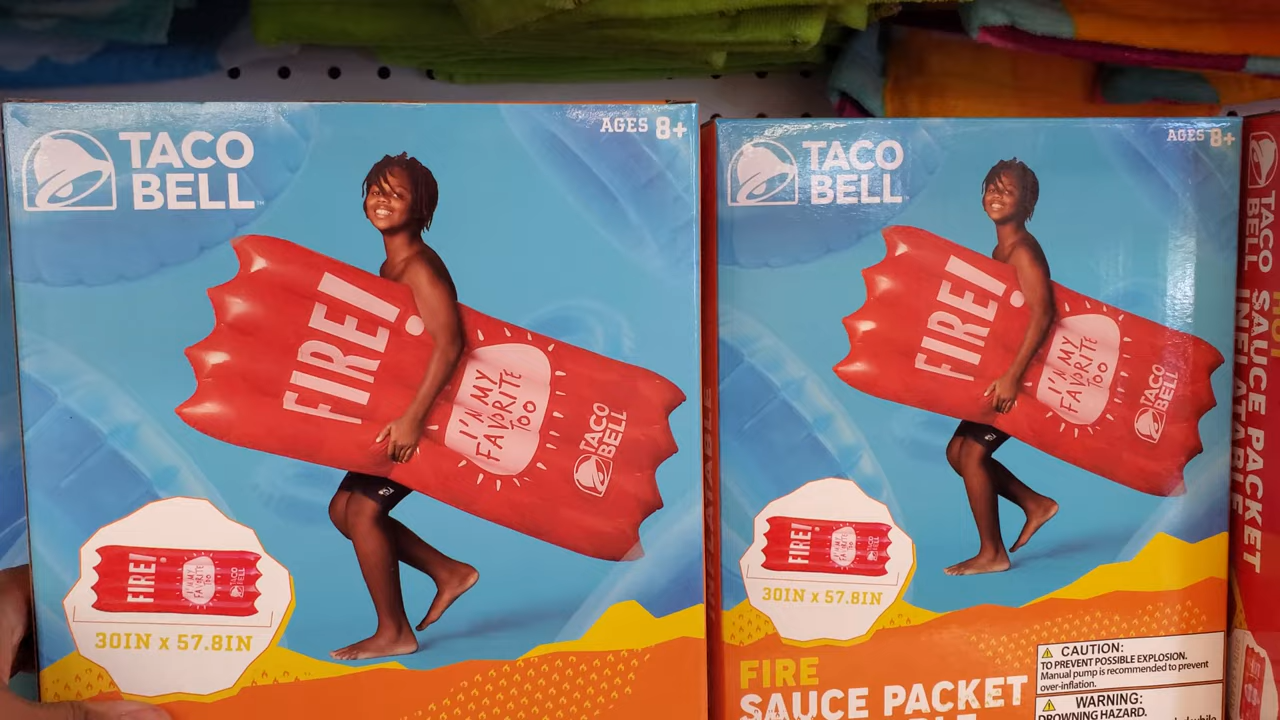 TACO
BELL
AGES 8+
FIRE!
I'M MY
FAVORITE
TOO
TACO
BELL
FIRE!
I'M MY
FAVORITE
TOO
TACO
BELL
30IN x 57.8IN
TACO
BELL
AGES 8+
FIRE!
I'M MY
FAVORITE
TOO
TACO
BELL
FIRE!
I'M MY
FAVORITE
TOO
TACO
BELL
30IN x 57.8IN
FIRE
SAUCE PACKET
CAUTION:
TO PREVENT POSSIBLE EXPLOSION.
Manual pump is recommended to prevent
over-inflation.
WARNING:
DROWNING HAZARD.
TACO
BELL
SAUCE PACKET
INFLATABLE